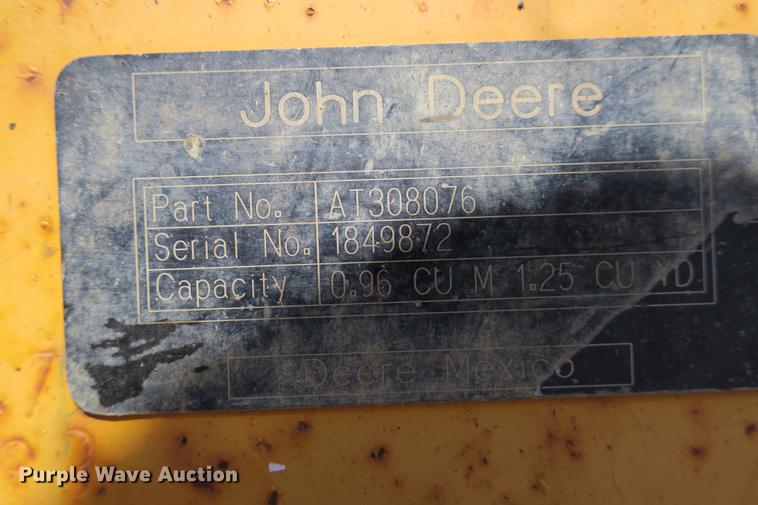 John Deere
Part No. AT308076
Serial No. 1849872
Capacity 0.96 CU M 1.25 CU YD
Deere Mexico
Purple Wave Auction